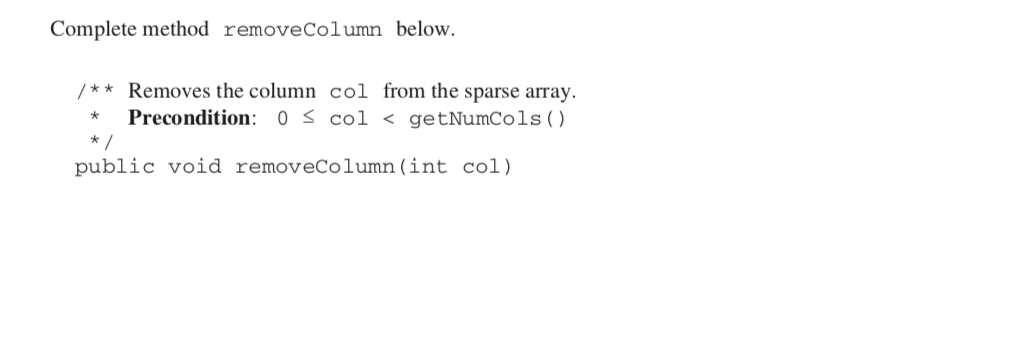 Complete method removeColumn below.
/** Removes the column col from the sparse array.
* Precondition: 0 ≤ col < getNumCols()
*/
public void removeColumn(int col)